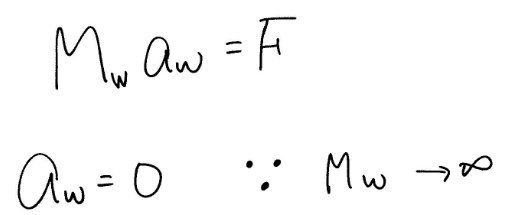 M_w a_w = F
a_w = 0 ∵ M_w → ∞